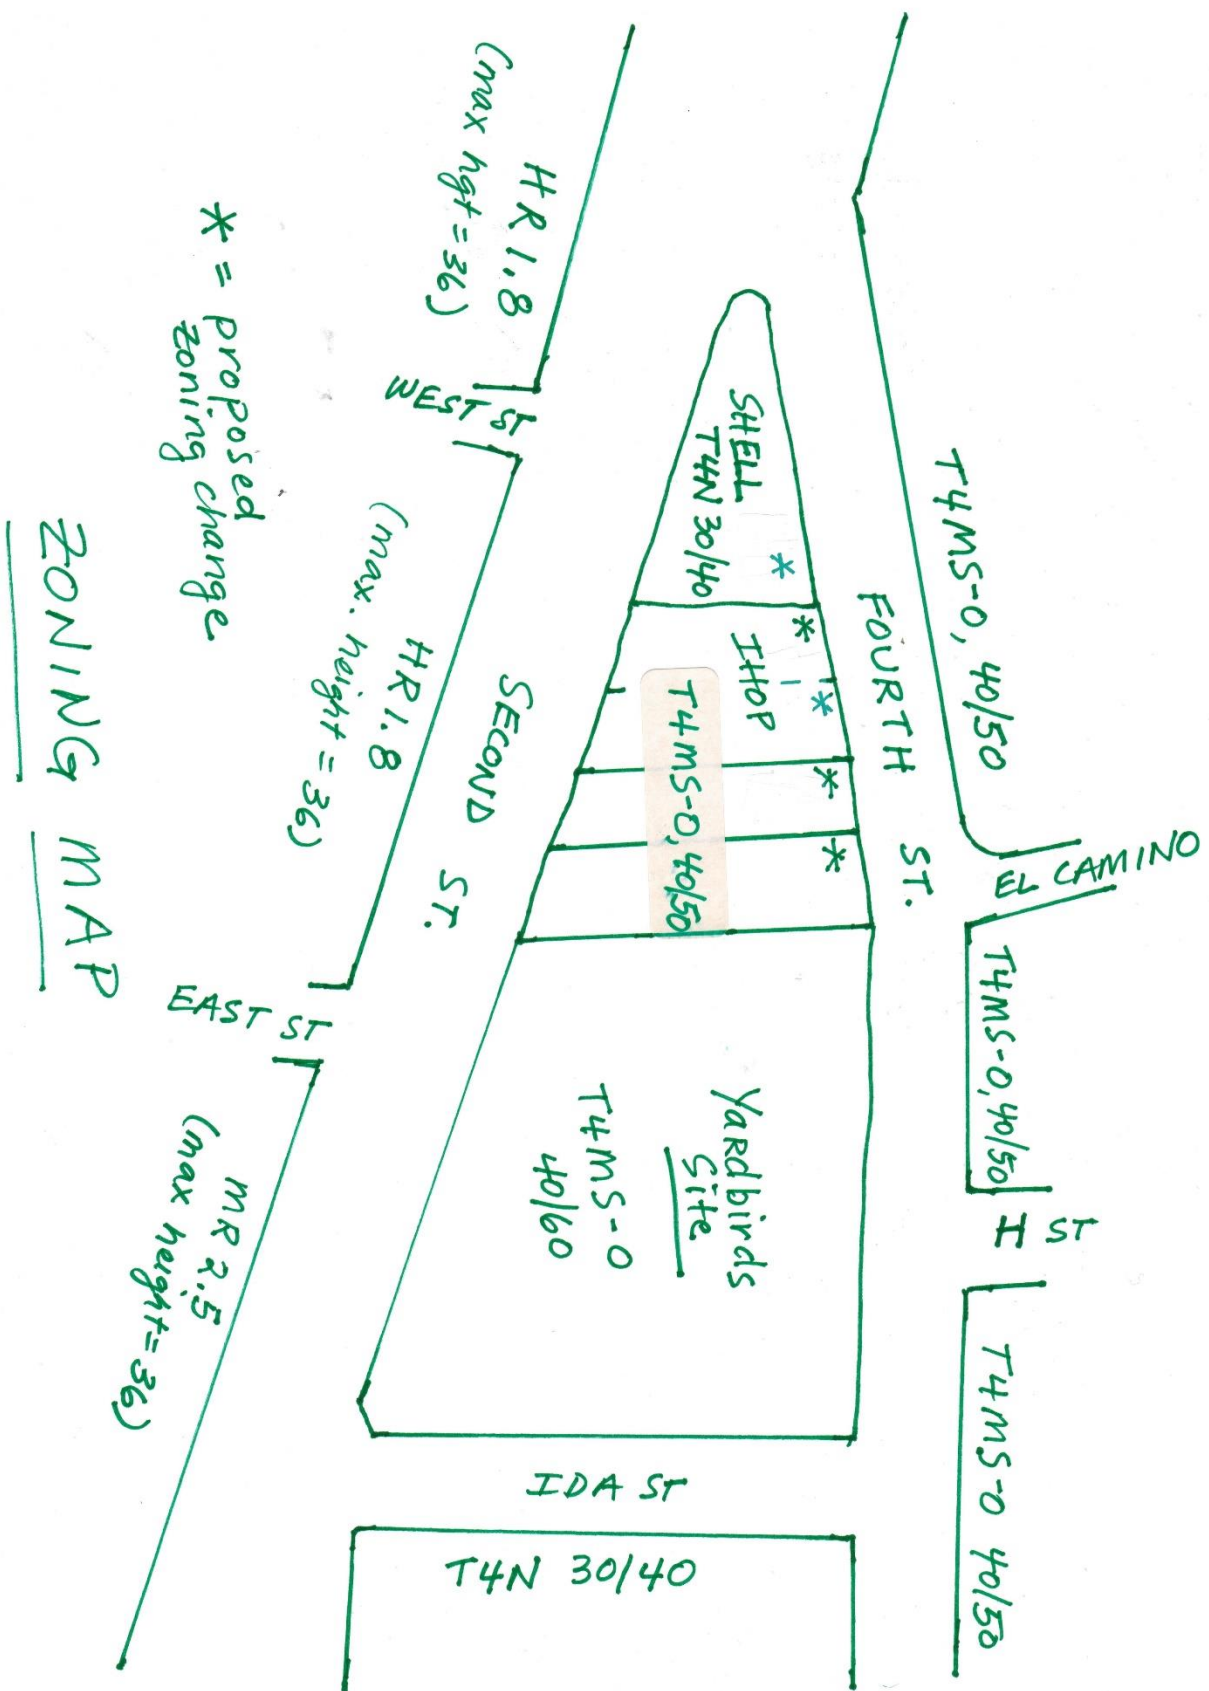 T4MS-O, 40/50
EL CAMINO
T4MS-O, 40/50
H ST
T4MS-O 40/50
FOURTH ST.
SHELL
T4N 30/40
*
*
IHOP
*
*
*
T4MS-O, 40/50
Yardbirds
Site
T4MS-O
40/60
IDA ST
T4N 30/40
SECOND ST.
HR1.8
(max hgt = 36)
WEST ST
HR1.8
(max. height = 36)
EAST ST
MR 2.5
(max height = 36)
* = proposed
zoning change
ZONING MAP